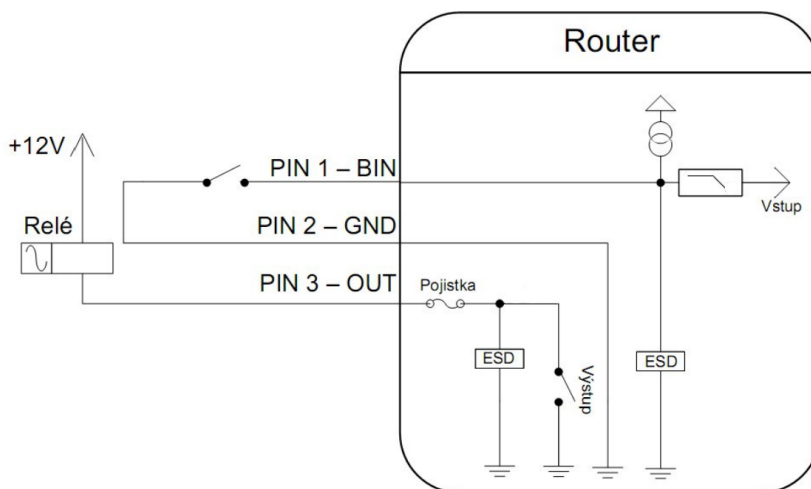 Router
+12V
PIN 1 – BIN
Vstup
Relé
PIN 2 – GND
PIN 3 – OUT
Pojistka
ESD
Výstup
ESD